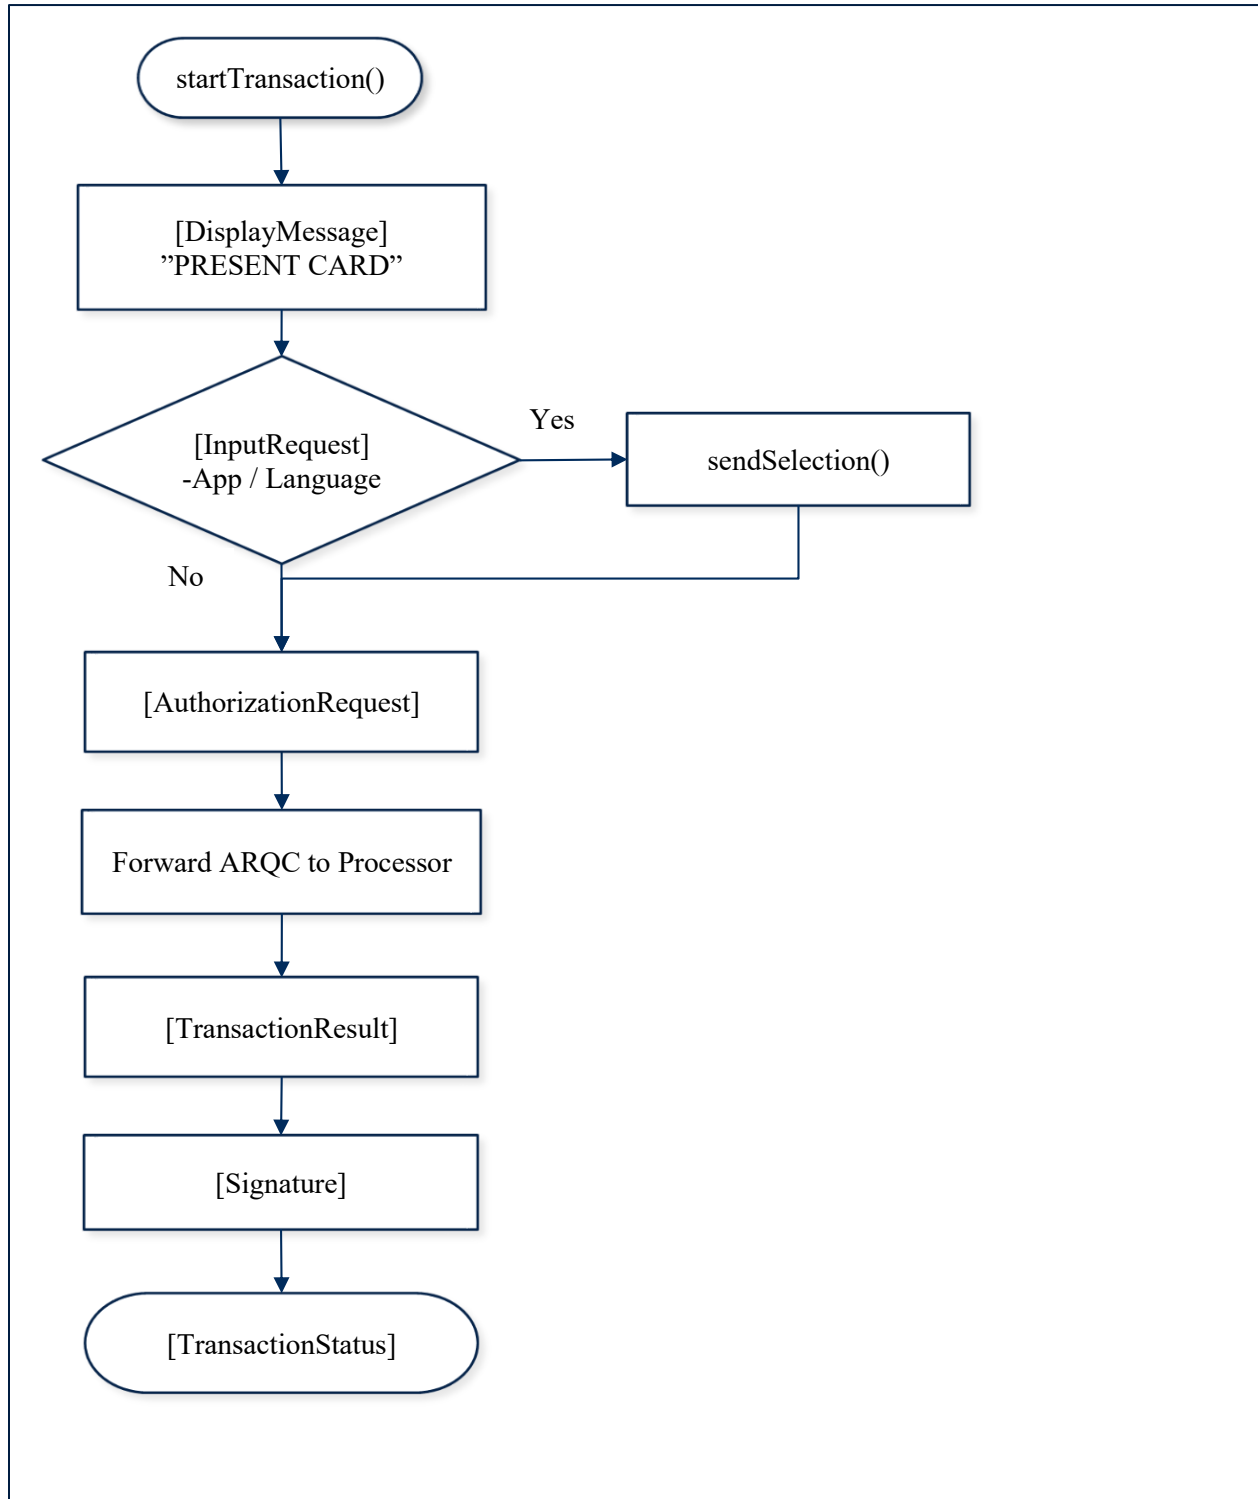 startTransaction()
[DisplayMessage]
”PRESENT CARD”
[InputRequest]
-App / Language
Yes
sendSelection()
No
[AuthorizationRequest]
Forward ARQC to Processor
[TransactionResult]
[Signature]
[TransactionStatus]